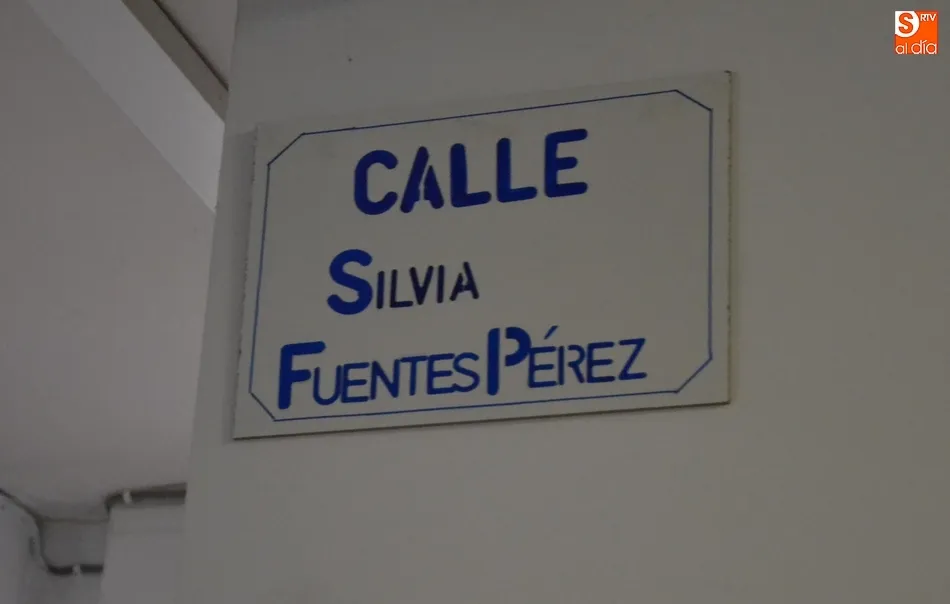 S RTV
al día
CALLE
SILVIA
FUENTES PÉREZ